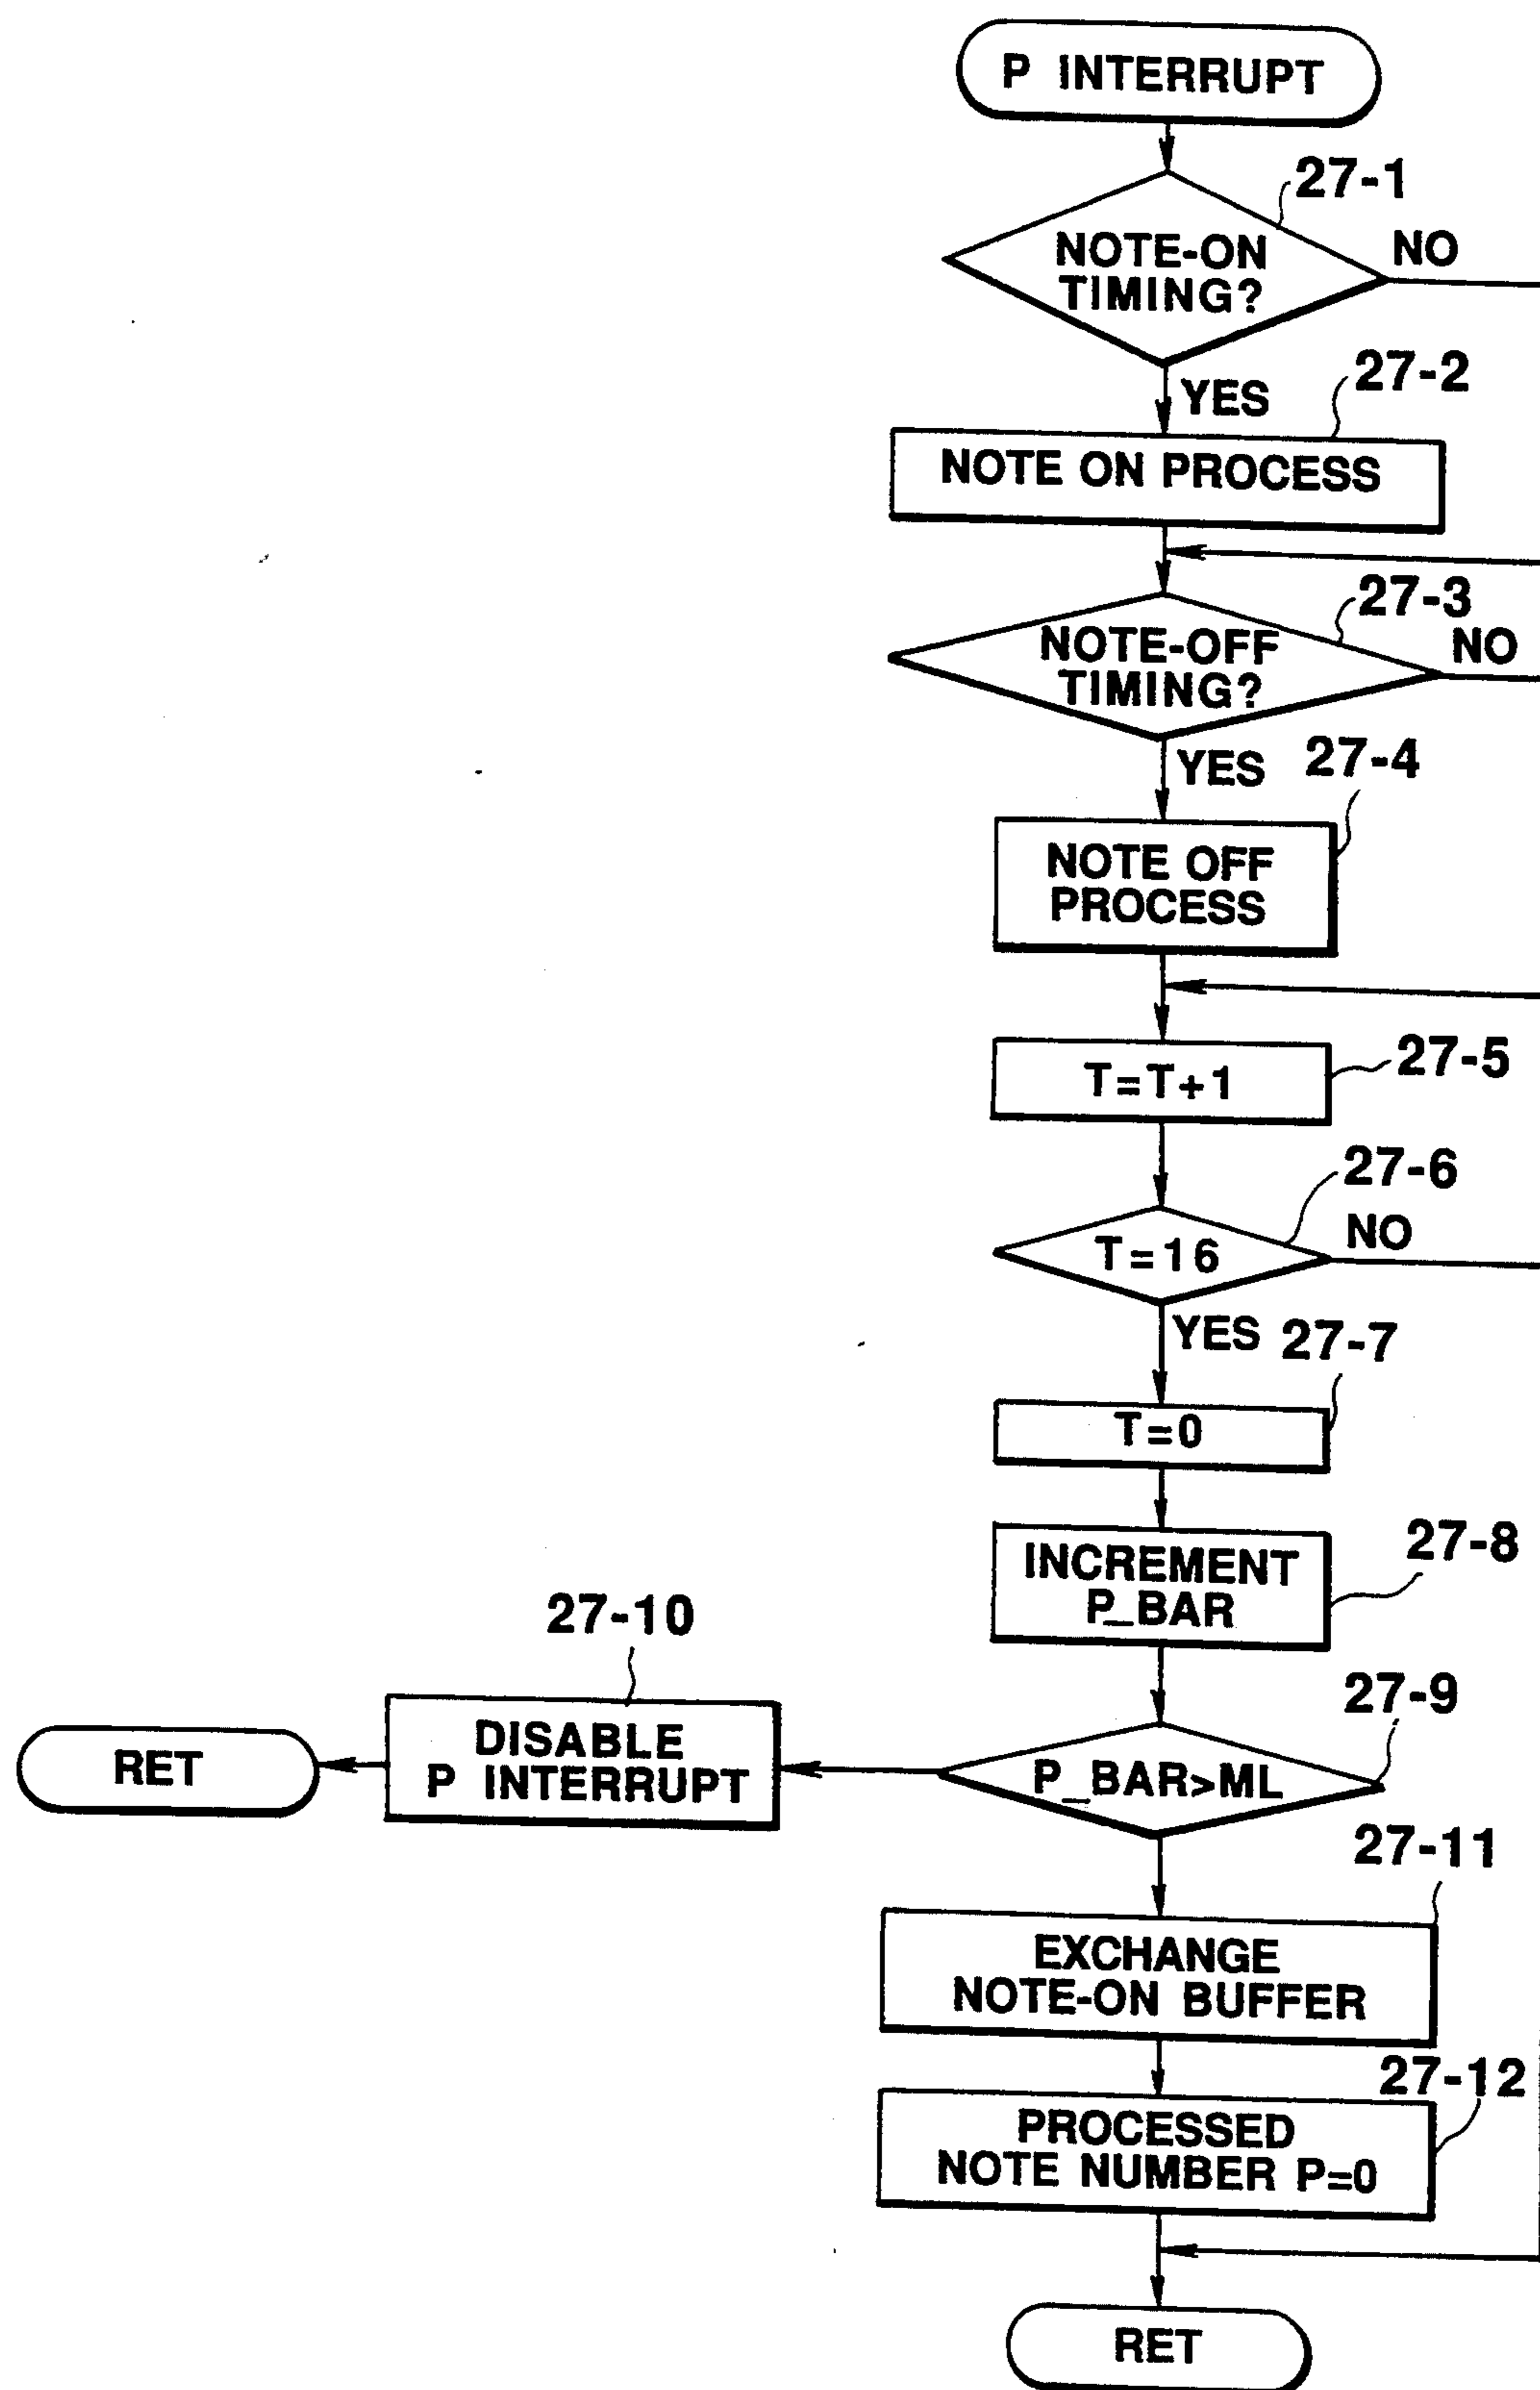 P INTERRUPT
27-1
NOTE-ON
TIMING?
NO
YES
27-2
NOTE ON PROCESS
27-3
NOTE-OFF
TIMING?
NO
YES
27-4
NOTE OFF
PROCESS
27-5
T=T+1
27-6
T=16
NO
YES
27-7
T=0
27-8
INCREMENT
P_BAR
27-9
P_BAR>ML
27-10
DISABLE
P INTERRUPT
RET
27-11
EXCHANGE
NOTE-ON BUFFER
27-12
PROCESSED
NOTE NUMBER P=0
RET